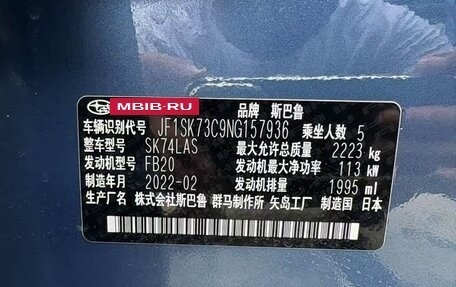 MBIB-RU
品牌 斯巴鲁
车辆识别代号 JF1SK73C9NG157936 乘坐人数 5
整车型号 SK74LAS 最大允许总质量 2223 kg
发动机型号 FB20 发动机最大净功率 113 kW
制造年月 2022-02 发动机排量 1995 ml
生产厂名 株式会社斯巴鲁 群马制作所 矢岛工厂 制造国 日本